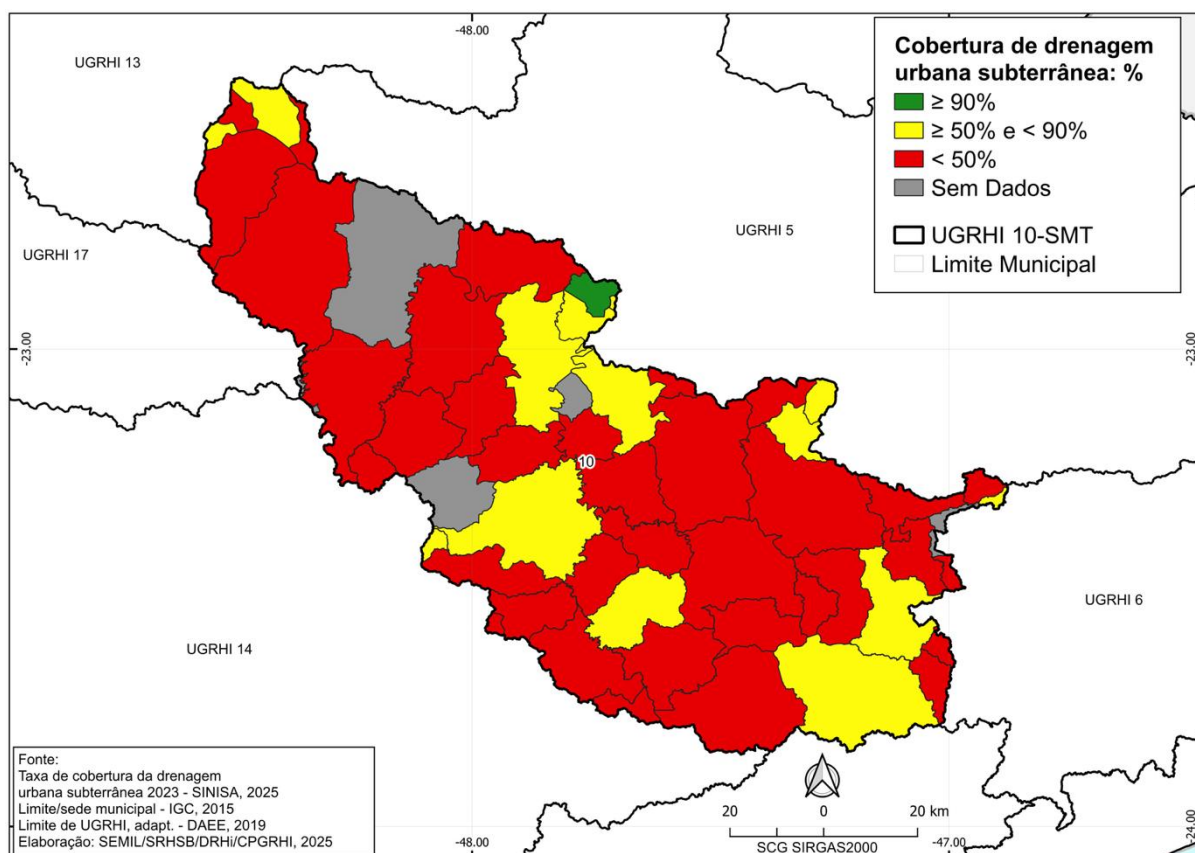 -48.00
-47.00
UGRHI 13
Cobertura de drenagem
urbana subterrânea: %
≥ 90%
≥ 50% e < 90%
< 50%
Sem Dados
UGRHI 10-SMT
Limite Municipal
UGRHI 5
UGRHI 17
-23.00
-23.00
10
UGRHI 6
UGRHI 14
Fonte:
Taxa de cobertura da drenagem
urbana subterrânea 2023 - SINISA, 2025
Limite/sede municipal - IGC, 2015
Limite de UGRHI, adapt. - DAEE, 2019
Elaboração: SEMIL/SRHSB/DRHi/CPGRHI, 2025
20 0 20 km
SCG SIRGAS2000
-24.00
-48.00
-47.00